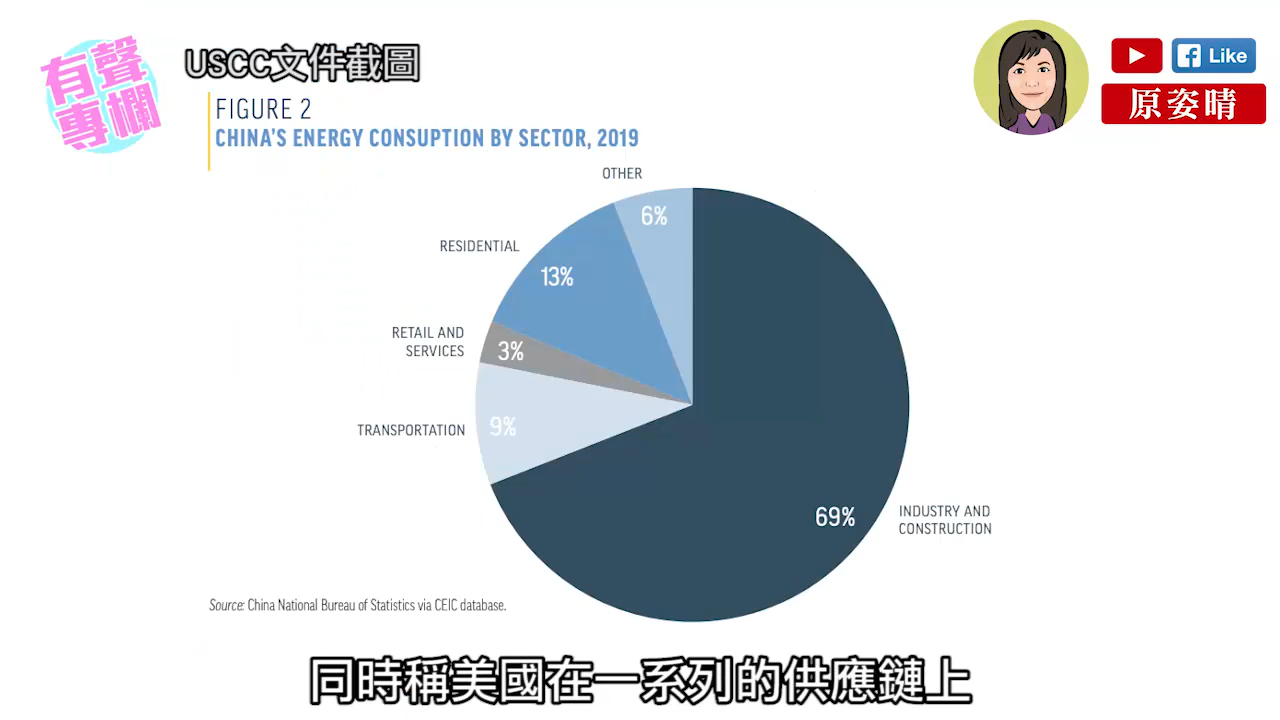 有聲
專欄
USCC文件截圖
Like
原姿晴
FIGURE 2
CHINA'S ENERGY CONSUPTION BY SECTOR, 2019
OTHER
6%
RESIDENTIAL
13%
RETAIL AND
SERVICES
3%
TRANSPORTATION
9%
69%
INDUSTRY AND
CONSTRUCTION
Source: China National Bureau of Statistics via CEIC database.
同時稱美國在一系列的供應鏈上